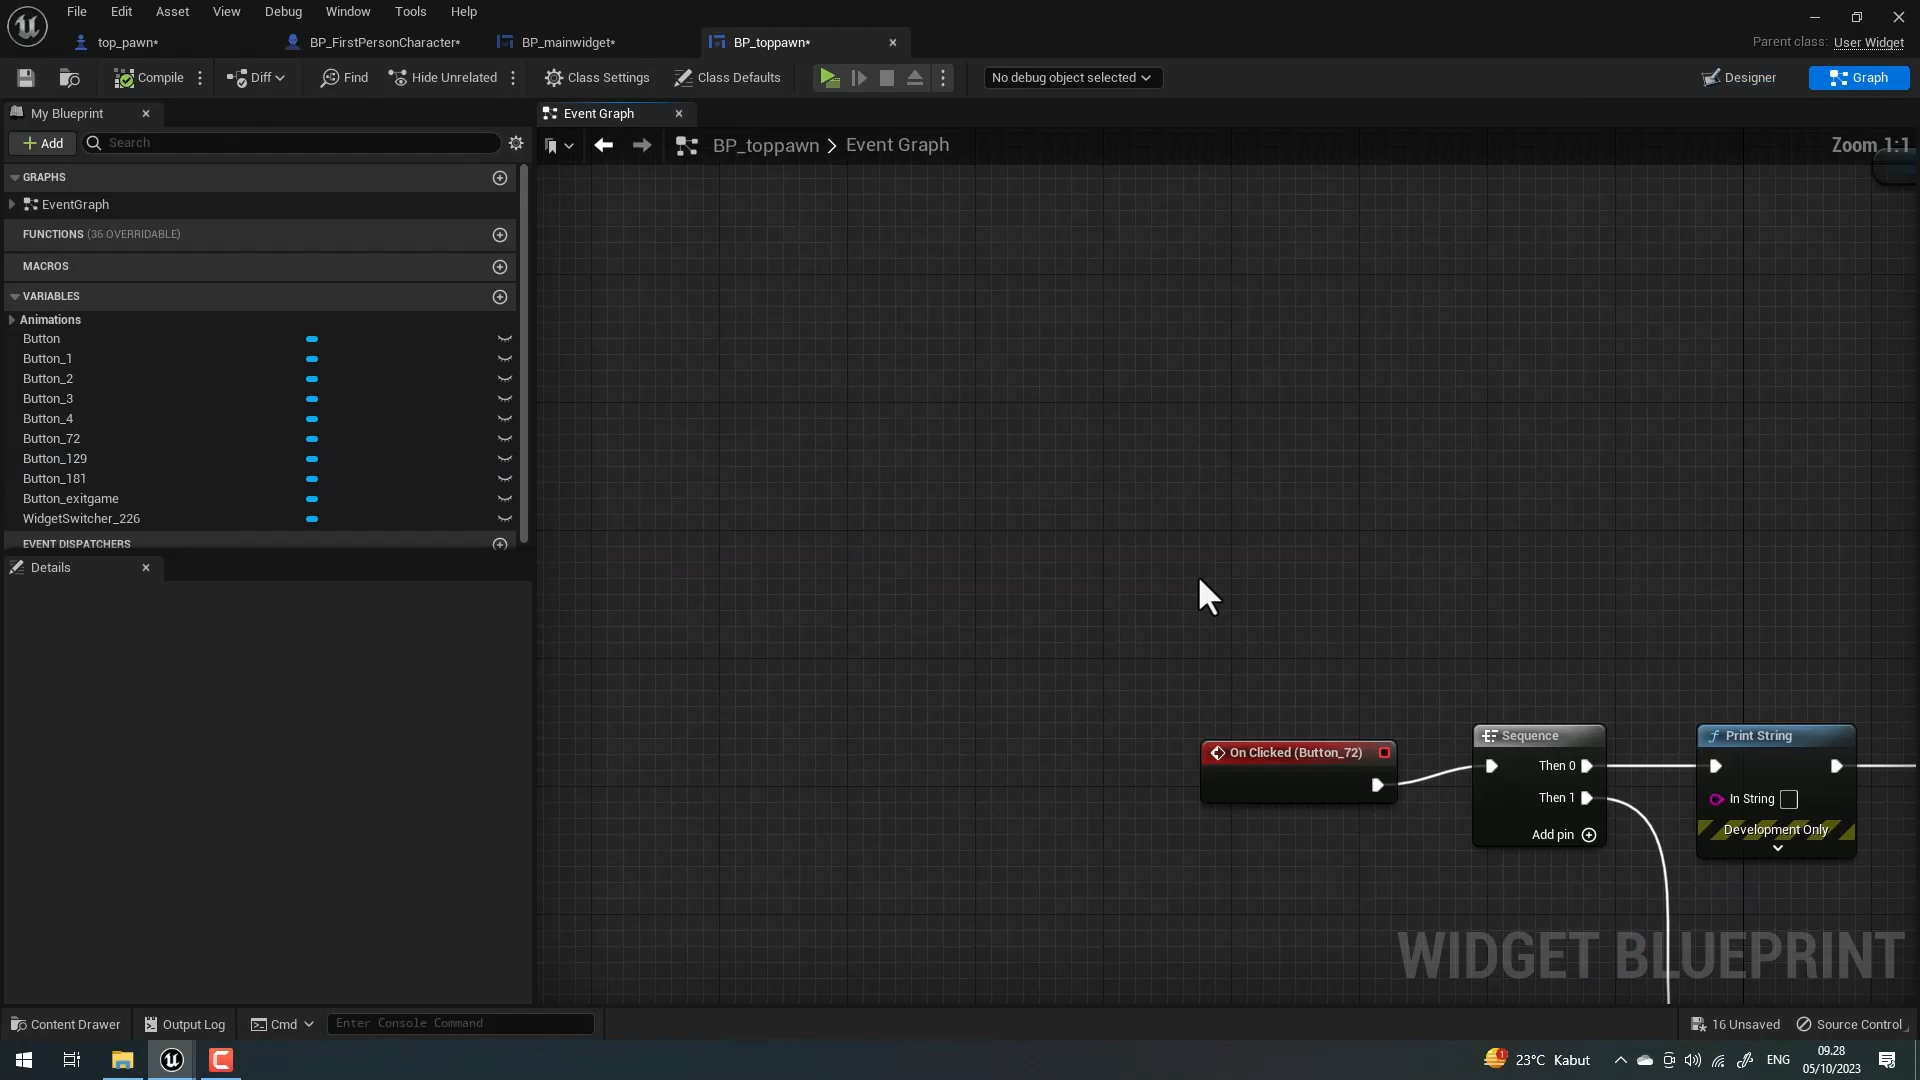 File Edit Asset View Debug Window Tools Help
top_pawn* BP_FirstPersonCharacter* BP_mainwidget* BP_toppawn*
Parent class: User Widget
Compile Diff Find Hide Unrelated Class Settings Class Defaults No debug object selected Designer Graph
My Blueprint
Event Graph
Add Search
BP_toppawn > Event Graph
Zoom 1:1
GRAPHS
EventGraph
FUNCTIONS (36 OVERRIDABLE)
MACROS
VARIABLES
Animations
Button
Button_1
Button_2
Button_3
Button_4
Button_72
Button_129
Button_181
Button_exitgame
WidgetSwitcher_226
EVENT DISPATCHERS
Details
On Clicked (Button_72)
Sequence
Then 0
Then 1
Add pin
Print String
In String
Development Only
WIDGET BLUEPRINT
Content Drawer Output Log Cmd Enter Console Command 16 Unsaved Source Control
1 23°C Kabut ENG
09.28
05/10/2023